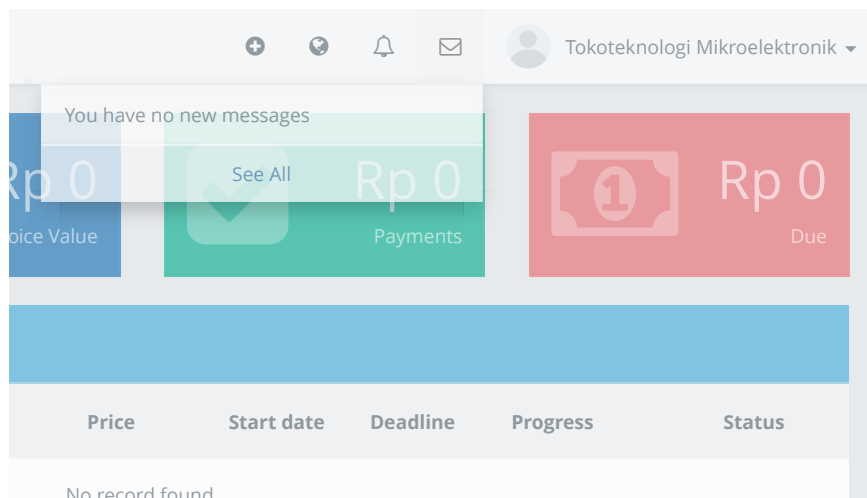 Tokoteknologi Mikroelektronik
You have no new messages
See All
Rp 0
oice Value
Rp 0
Payments
1
Rp 0
Due
Price Start date Deadline Progress Status
No record found